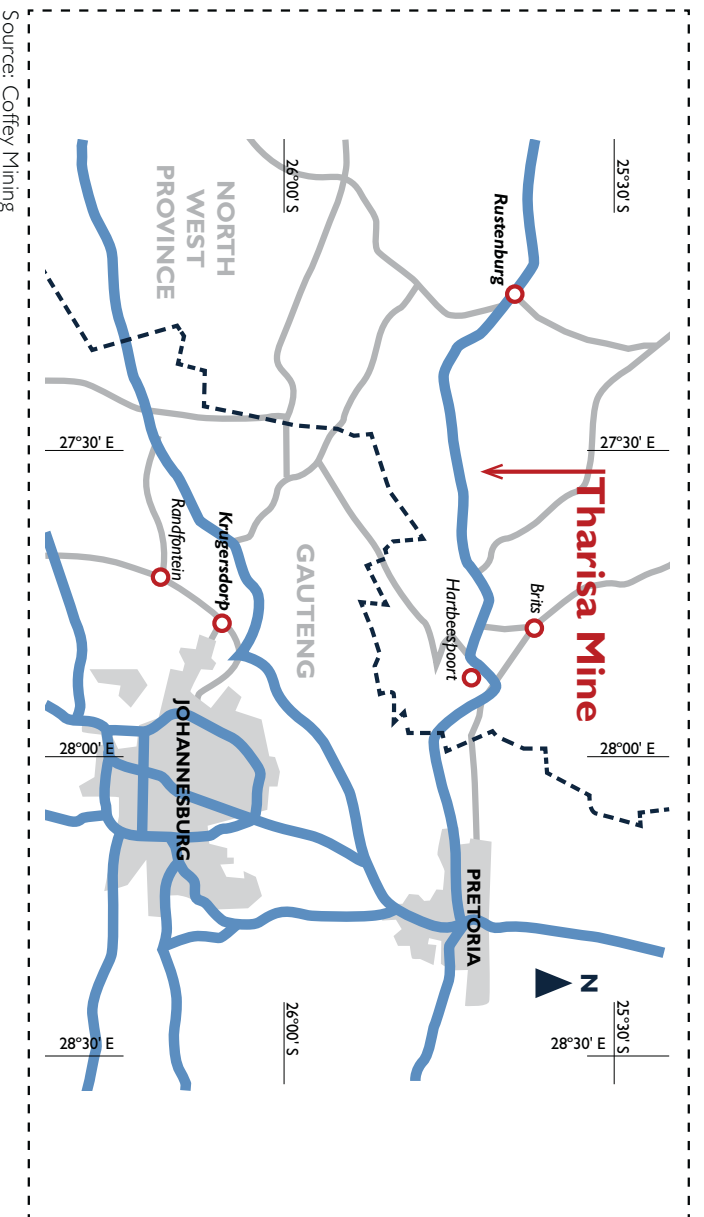 25°30' S
26°00' S
Rustenburg
NORTH
WEST
PROVINCE
27°30' E
27°30' E
Tharisa Mine
Brits
Hartbeespoort
GAUTENG
Krugersdorp
Randfontein
28°00' E
28°00' E
JOHANNESBURG
PRETORIA
N
25°30' S
26°00' S
28°30' E
28°30' E
Source: Coffey Mining